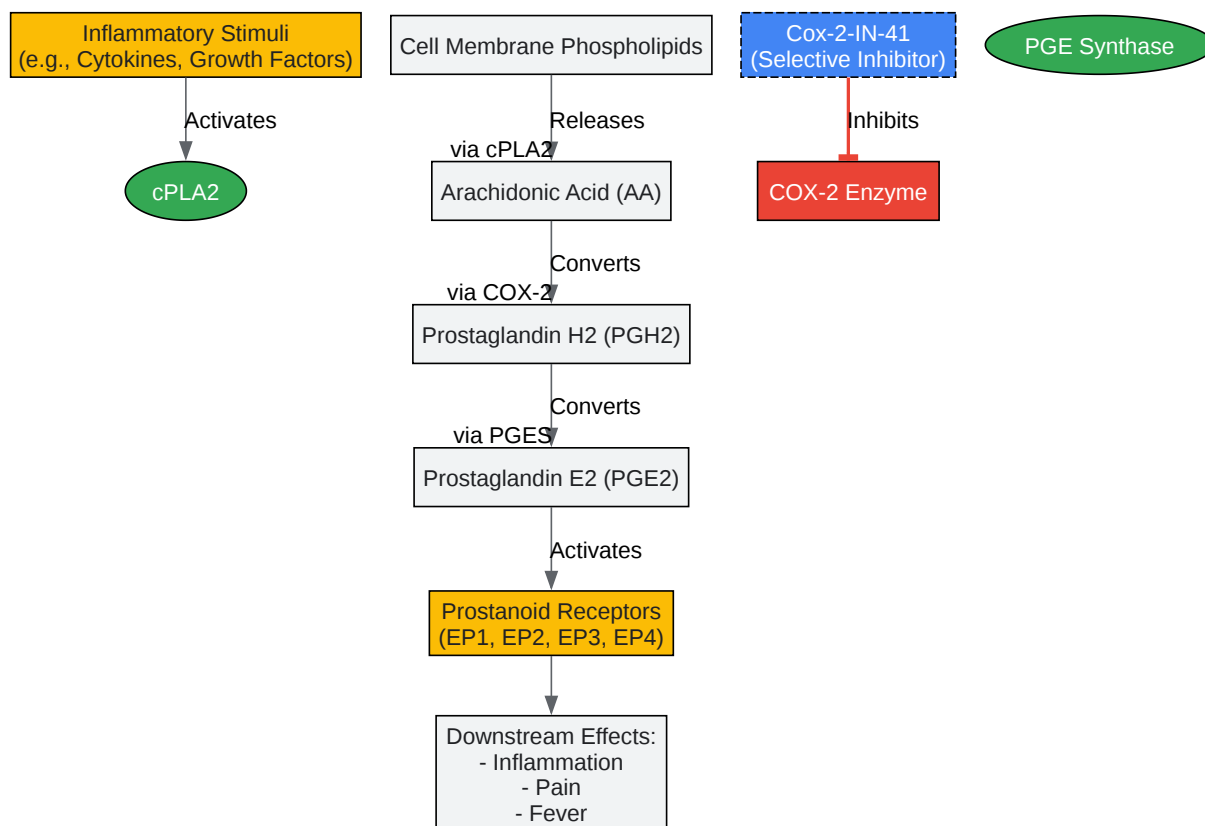 Inflammatory Stimuli
(e.g., Cytokines, Growth Factors)
Cell Membrane Phospholipids
Cox-2-IN-41
(Selective Inhibitor)
PGE Synthase
Activates
Releases
Inhibits
via cPLA2
cPLA2
Arachidonic Acid (AA)
COX-2 Enzyme
Converts
via COX-2
Prostaglandin H2 (PGH2)
Converts
via PGES
Prostaglandin E2 (PGE2)
Activates
Prostanoid Receptors
(EP1, EP2, EP3, EP4)
Downstream Effects:
- Inflammation
- Pain
- Fever